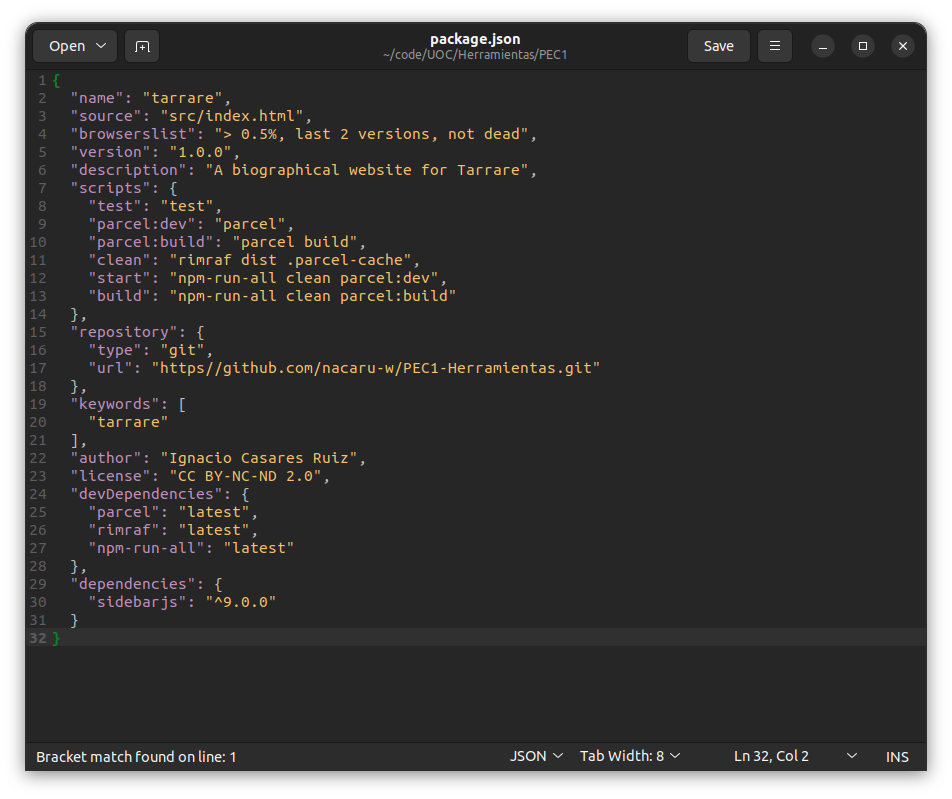 Open
package.json
~/code/UOC/Herramientas/PEC1
Save
1 {
2   "name": "tarrare",
3   "source": "src/index.html",
4   "browserslist": "> 0.5%, last 2 versions, not dead",
5   "version": "1.0.0",
6   "description": "A biographical website for Tarrare",
7   "scripts": {
8     "test": "test",
9     "parcel:dev": "parcel",
10     "parcel:build": "parcel build",
11     "clean": "rimraf dist .parcel-cache",
12     "start": "npm-run-all clean parcel:dev",
13     "build": "npm-run-all clean parcel:build"
14   },
15   "repository": {
16     "type": "git",
17     "url": "https//github.com/nacaru-w/PEC1-Herramientas.git"
18   },
19   "keywords": [
20     "tarrare"
21   ],
22   "author": "Ignacio Casares Ruiz",
23   "license": "CC BY-NC-ND 2.0",
24   "devDependencies": {
25     "parcel": "latest",
26     "rimraf": "latest",
27     "npm-run-all": "latest"
28   },
29   "dependencies": {
30     "sidebarjs": "^9.0.0"
31   }
32 }
Bracket match found on line: 1
JSON
Tab Width: 8
Ln 32, Col 2
INS